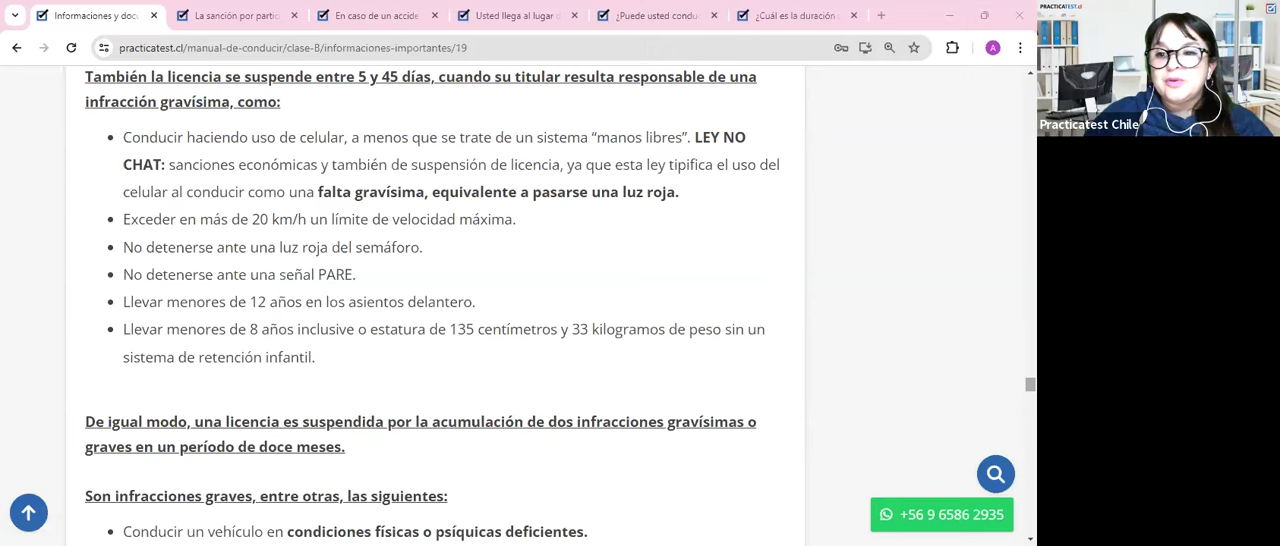 Informaciones y docu
La sanción por partici
En caso de un accide
Usted llega al lugar d
¿Puede usted condu
¿Cuál es la duración
practicatest.cl/manual-de-conducir/clase-B/informaciones-importantes/19
A
PRACTICATEST.cl
Practicatest Chile
También la licencia se suspende entre 5 y 45 días, cuando su titular resulta responsable de una
infracción gravísima, como:
• Conducir haciendo uso de celular, a menos que se trate de un sistema “manos libres”. LEY NO
CHAT: sanciones económicas y también de suspensión de licencia, ya que esta ley tipifica el uso del
celular al conducir como una falta gravísima, equivalente a pasarse una luz roja.
• Exceder en más de 20 km/h un límite de velocidad máxima.
• No detenerse ante una luz roja del semáforo.
• No detenerse ante una señal PARE.
• Llevar menores de 12 años en los asientos delantero.
• Llevar menores de 8 años inclusive o estatura de 135 centímetros y 33 kilogramos de peso sin un
sistema de retención infantil.
De igual modo, una licencia es suspendida por la acumulación de dos infracciones gravísimas o
graves en un período de doce meses.
Son infracciones graves, entre otras, las siguientes:
+56 9 6586 2935
• Conducir un vehículo en condiciones físicas o psíquicas deficientes.